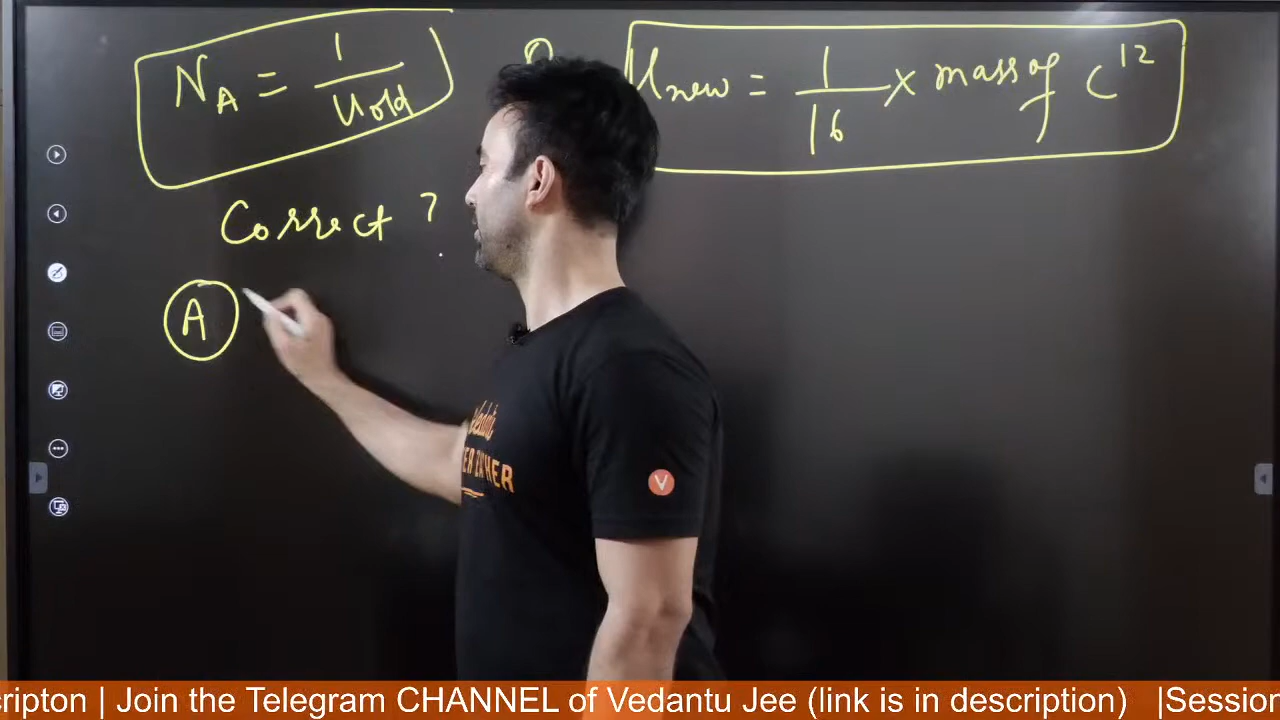 N_A = 1/u_old
u_new = 1/16 × mass of C^12
Correct ?
A
V
cripton | Join the Telegram CHANNEL of Vedantu Jee (link is in description) |Session